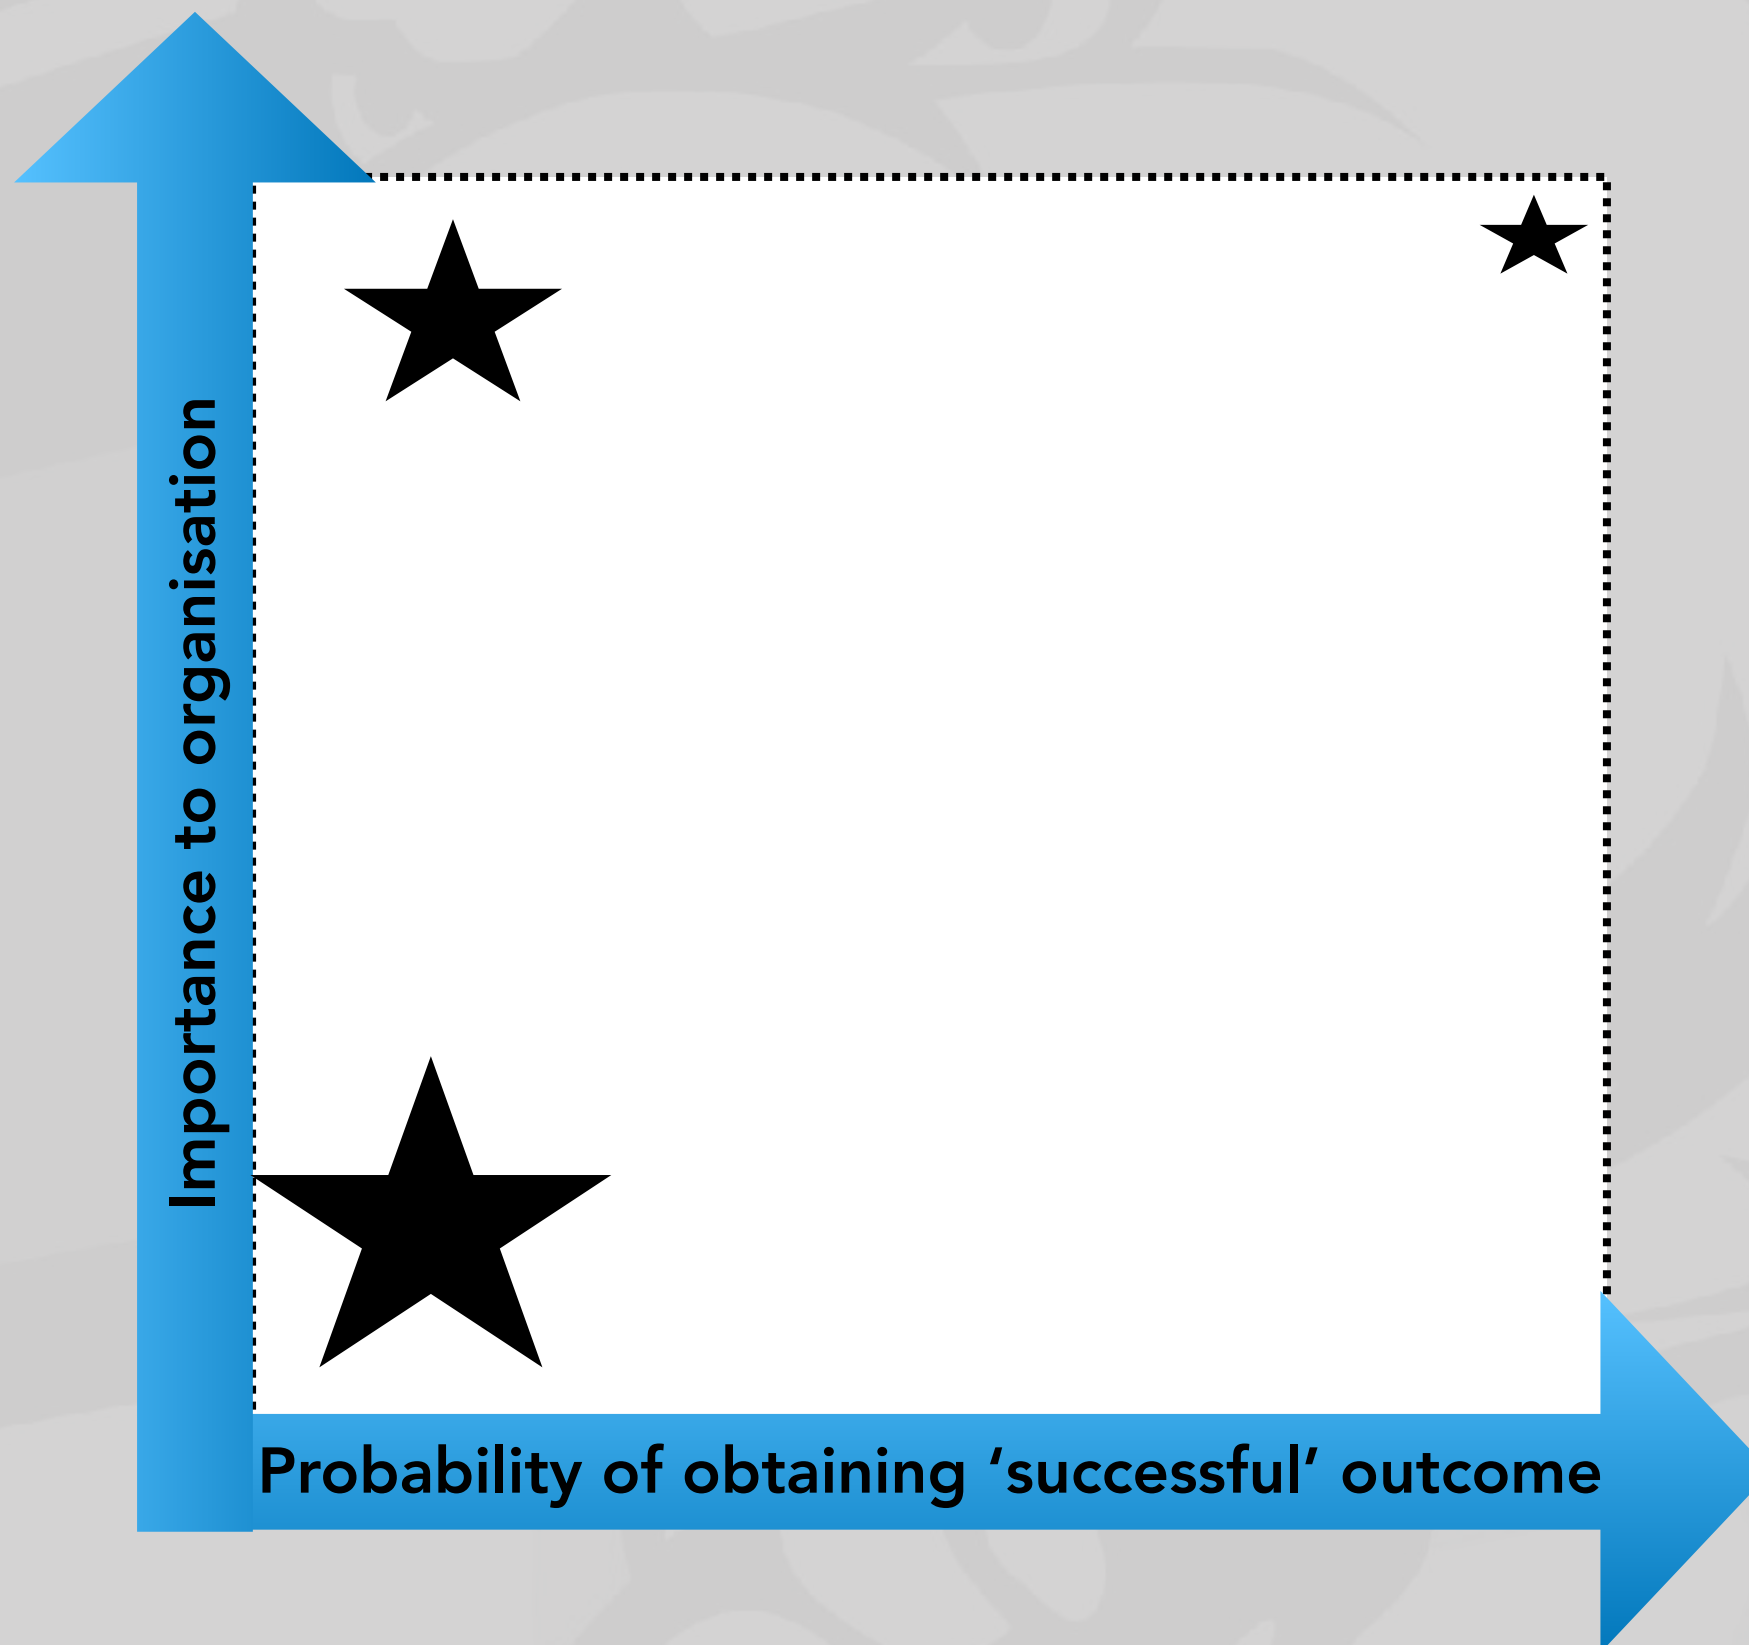 Importance to organisation
Probability of obtaining ‘successful’ outcome